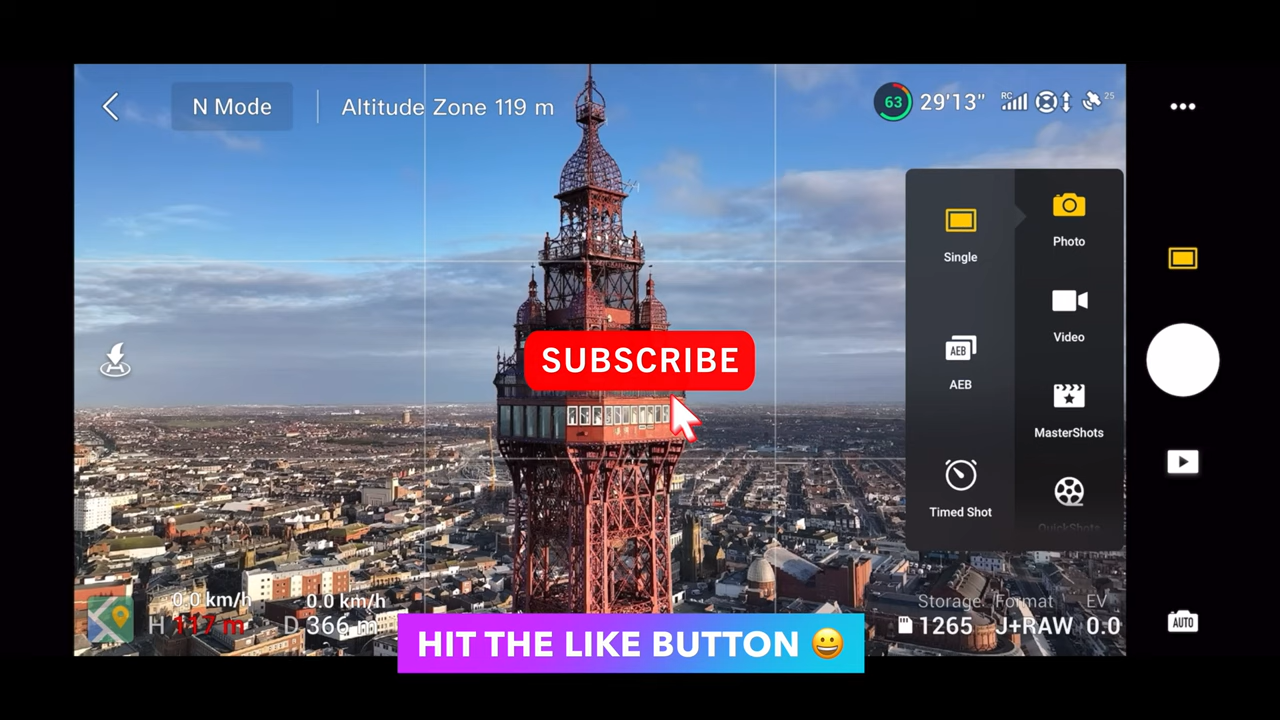 N Mode
Altitude Zone 119 m
63
29'13"
RC
25
Single
Photo
Video
AEB
AEB
MasterShots
Timed Shot
QuickShots
SUBSCRIBE
0.0 km/h
0.0 km/h
H 117 m
D 366 m
Storage
Format
EV
1265
J+RAW
0.0
AUTO
HIT THE LIKE BUTTON 😀